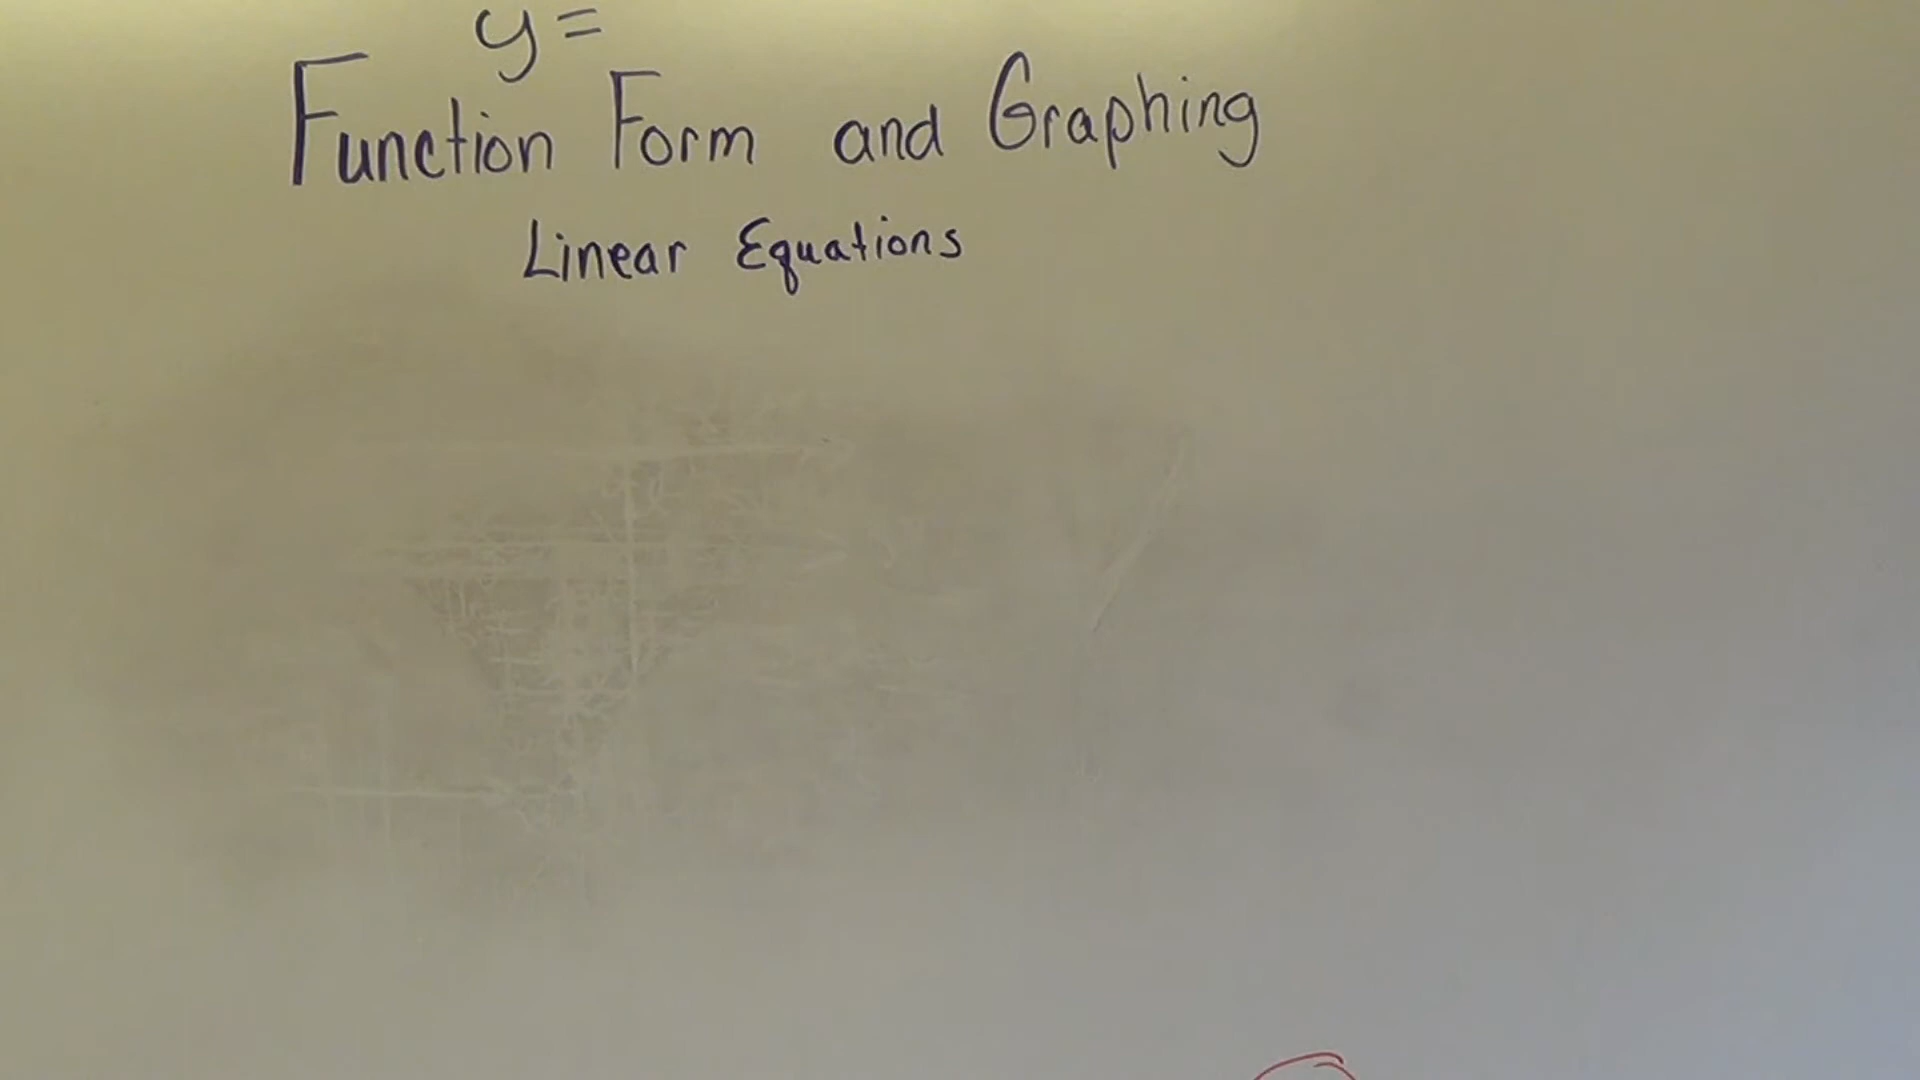 y =
Function Form and Graphing
Linear Equations